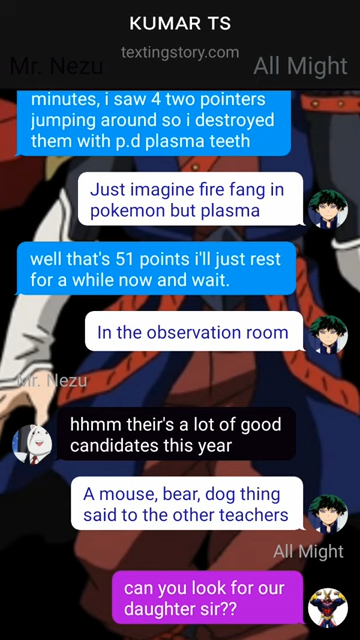 KUMAR TS
textingstory.com
Mr. Nezu
All Might
minutes, i saw 4 two pointers
jumping around so i destroyed
them with p.d plasma teeth
Just imagine fire fang in
pokemon but plasma
well that's 51 points i'll just rest
for a while now and wait.
In the observation room
Mr. Nezu
hhmm their's a lot of good
candidates this year
A mouse, bear, dog thing
said to the other teachers
All Might
can you look for our
daughter sir??